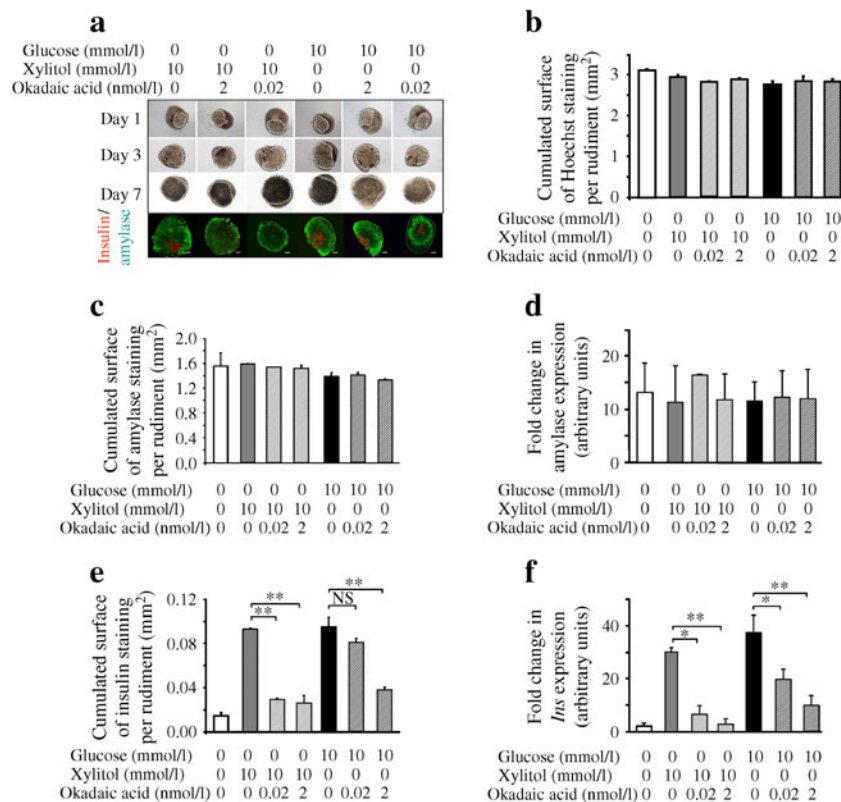 a
Glucose (mmol/l) 0 0 0 10 10 10
Xylitol (mmol/l) 10 10 10 0 0 0
Okadaic acid (nmol/l) 0 2 0.02 0 2 0.02
Day 1
Day 3
Day 7
Insulin/
amylase
b
Cumulated surface
of Hoechst staining
per rudiment (mm²)
4
3
2
1
0
Glucose (mmol/l) 0 0 0 0 10 10 10
Xylitol (mmol/l) 0 10 10 10 0 0 0
Okadaic acid (nmol/l) 0 0 0.02 2 0 0.02 2
c
Cumulated surface
of amylase staining
per rudiment (mm²)
2.0
1.6
1.2
0.8
0.4
0.0
Glucose (mmol/l) 0 0 0 0 10 10 10
Xylitol (mmol/l) 0 10 10 10 0 0 0
Okadaic acid (nmol/l) 0 0 0.02 2 0 0.02 2
d
Fold change in
amylase expression
(arbitrary units)
20
10
0
Glucose (mmol/l) 0 0 0 0 10 10 10
Xylitol (mmol/l) 0 10 10 10 0 0 0
Okadaic acid (nmol/l) 0 0 0.02 2 0 0.02 2
e
Cumulated surface
of insulin staining
per rudiment (mm²)
0.12
0.08
0.04
0.00
**
**
**
NS
Glucose (mmol/l) 0 0 0 0 10 10 10
Xylitol (mmol/l) 0 10 10 10 0 0 0
Okadaic acid (nmol/l) 0 0 0.02 2 0 0.02 2
f
Fold change in
Ins expression
(arbitrary units)
40
20
0
**
*
**
*
Glucose (mmol/l) 0 0 0 0 10 10 10
Xylitol (mmol/l) 0 10 10 10 0 0 0
Okadaic acid (nmol/l) 0 0 0.02 2 0 0.02 2